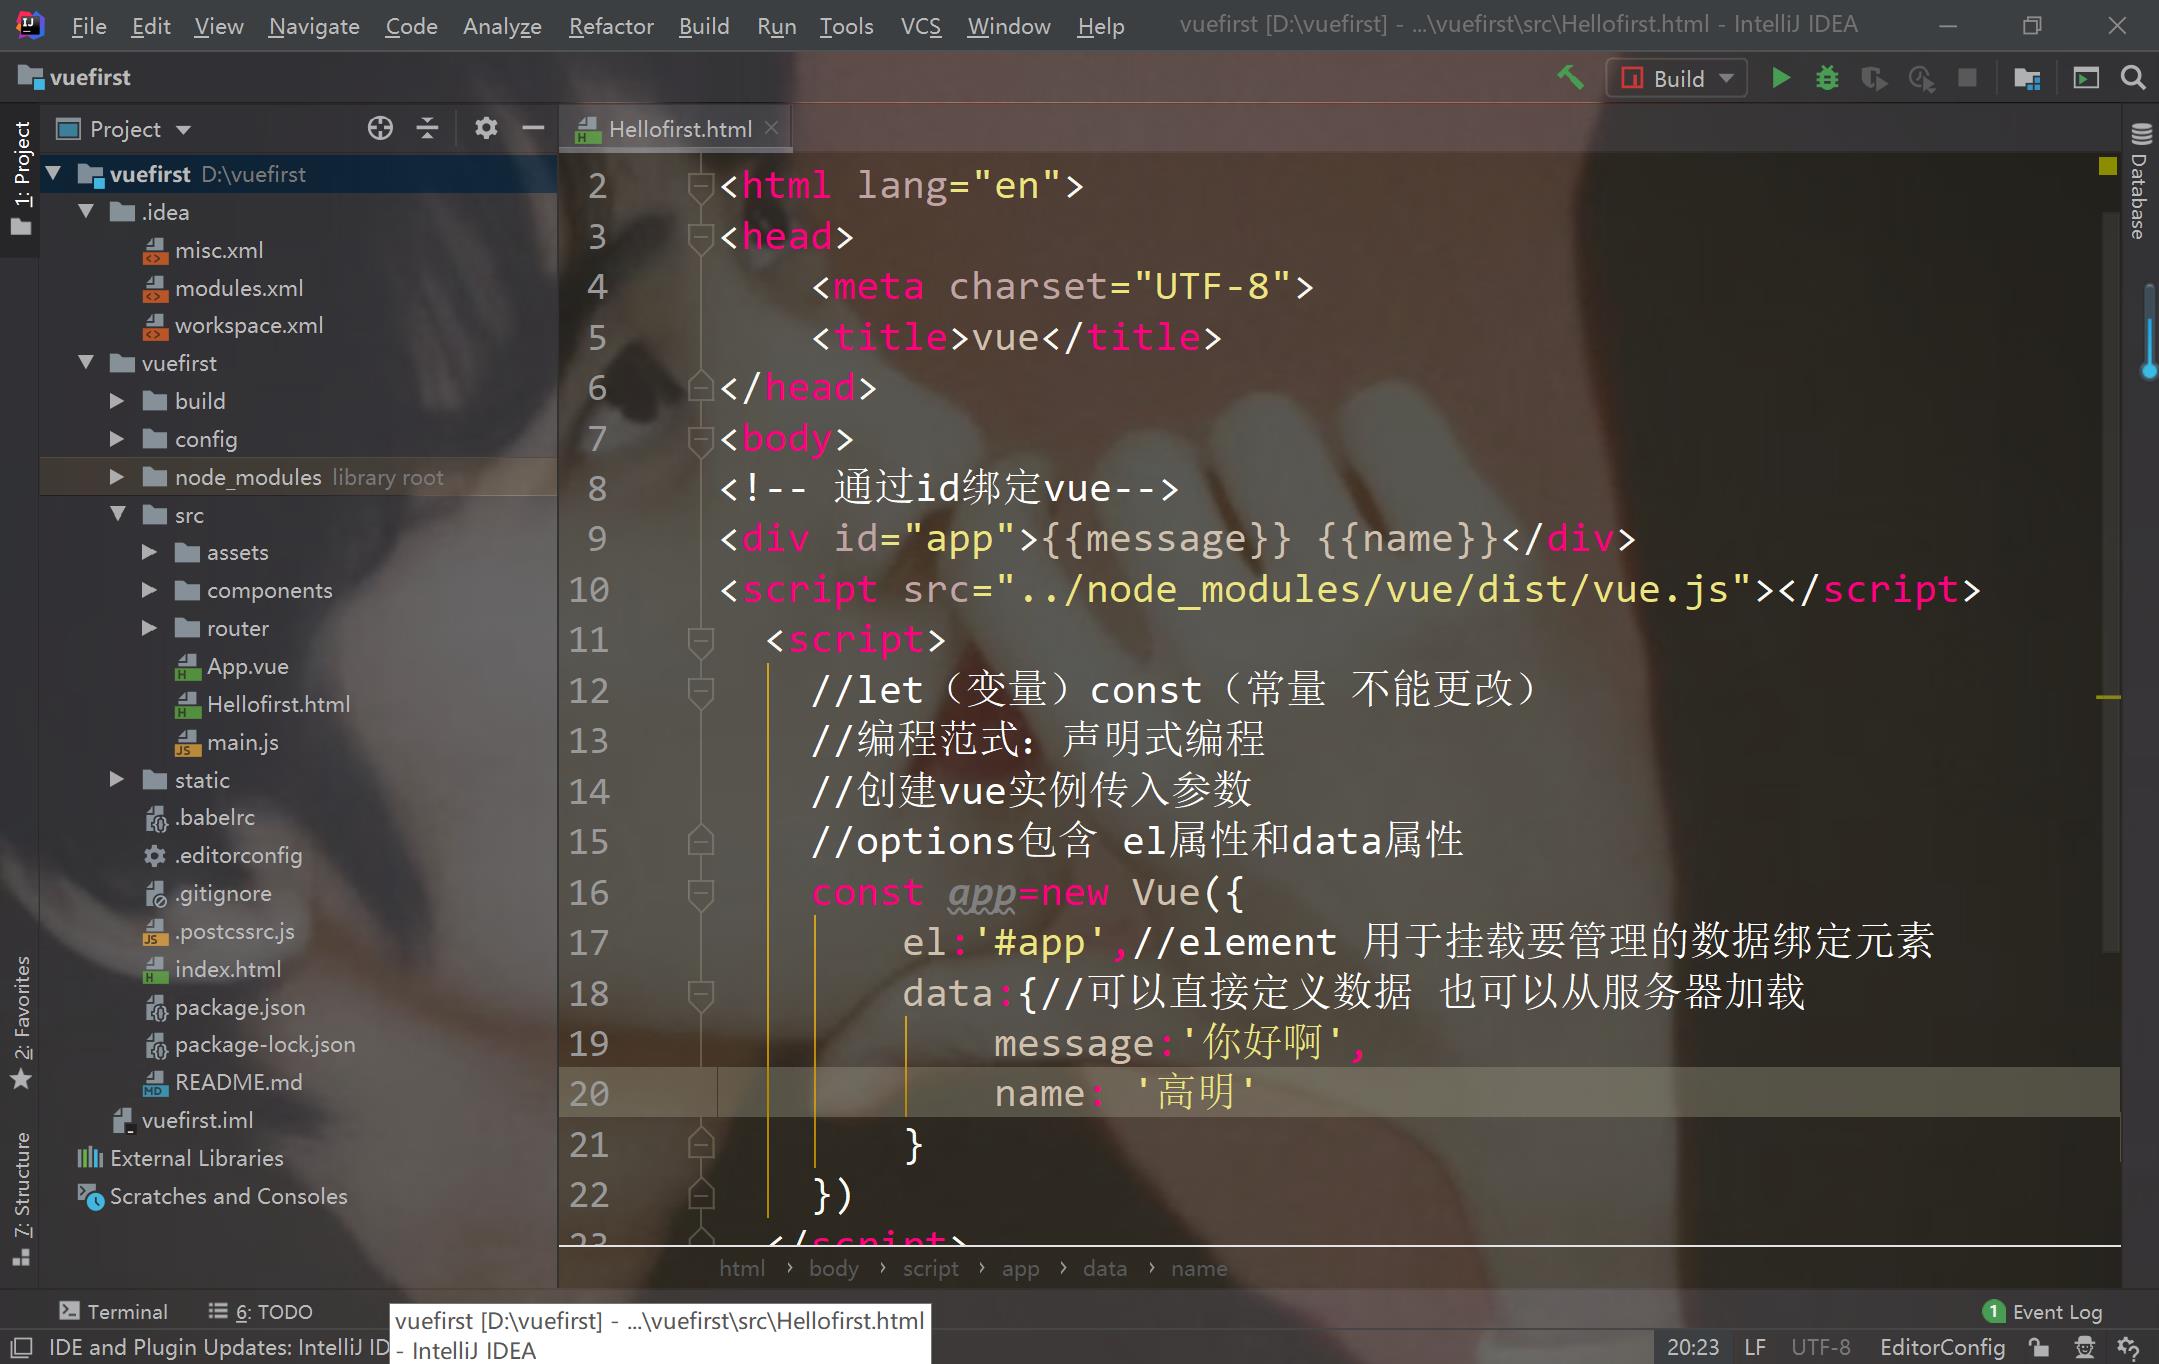 File Edit View Navigate Code Analyze Refactor Build Run Tools VCS Window Help vuefirst [D:\vuefirst] - ...\vuefirst\src\Hellofirst.html - IntelliJ IDEA
vuefirst
Build
1: Project
Project
Hellofirst.html
Database
vuefirst D:\vuefirst
.idea
misc.xml
modules.xml
workspace.xml
vuefirst
build
config
node_modules library root
src
assets
components
router
App.vue
Hellofirst.html
main.js
static
.babelrc
.editorconfig
.gitignore
.postcssrc.js
index.html
package.json
package-lock.json
README.md
vuefirst.iml
External Libraries
Scratches and Consoles
2: Favorites
7: Structure
2 <html lang="en">
3 <head>
4 <meta charset="UTF-8">
5 <title>vue</title>
6 </head>
7 <body>
8 <!-- 通过id绑定vue-->
9 <div id="app">{{message}} {{name}}</div>
10 <script src="../node_modules/vue/dist/vue.js"></script>
11 <script>
12 //let（变量）const（常量 不能更改）
13 //编程范式：声明式编程
14 //创建vue实例传入参数
15 //options包含 el属性和data属性
16 const app=new Vue({
17 el:'#app',//element 用于挂载要管理的数据绑定元素
18 data:{//可以直接定义数据 也可以从服务器加载
19 message:'你好啊',
20 name: '高明'
21 }
22 })
23 </script>
html › body › script › app › data › name
Terminal 6: TODO
Event Log
1
vuefirst [D:\vuefirst] - ...\vuefirst\src\Hellofirst.html
- IntelliJ IDEA
IDE and Plugin Updates: IntelliJ ID
20:23 LF UTF-8 EditorConfig